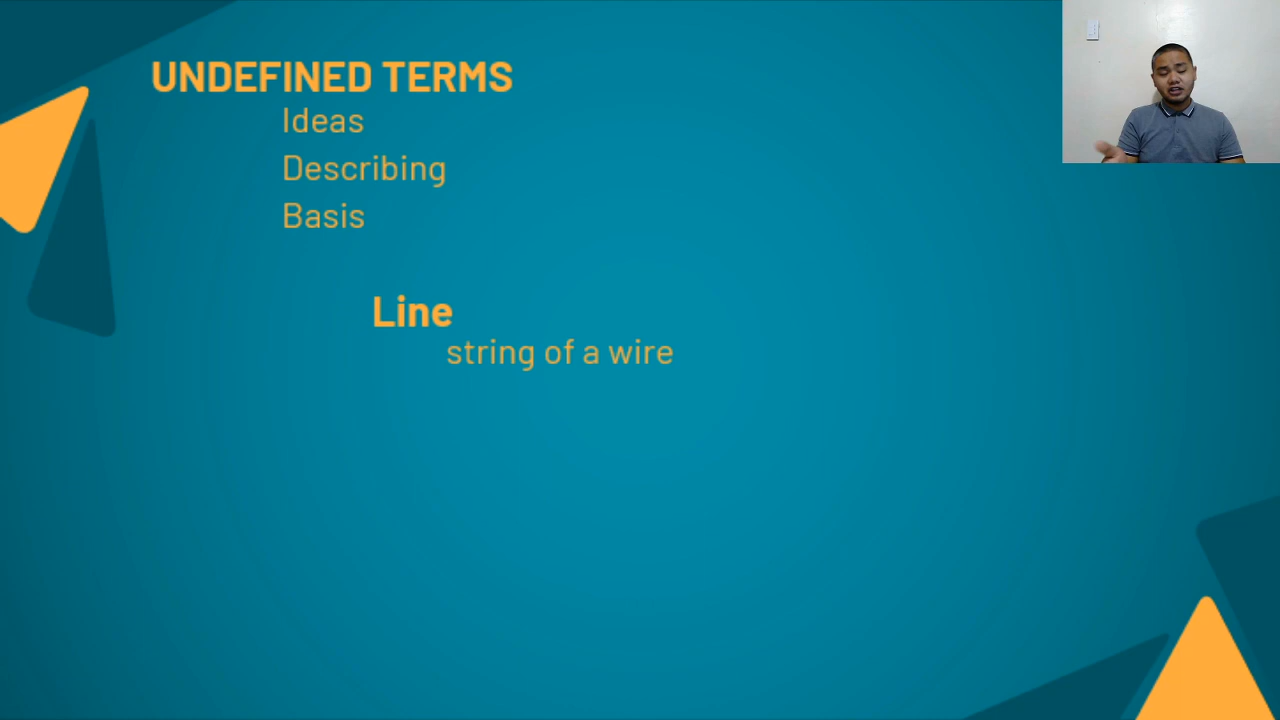 UNDEFINED TERMS
Ideas
Describing
Basis
Line
string of a wire